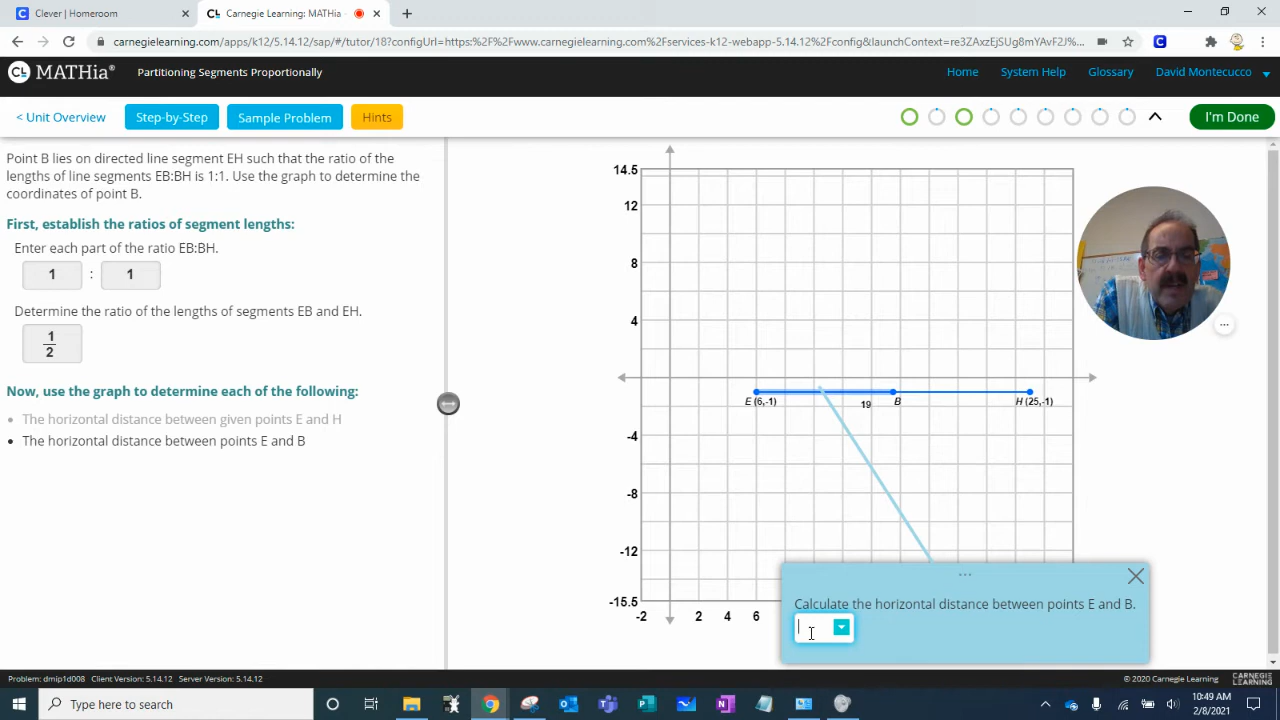 Clever | Homeroom
Carnegie Learning: MATHia
carnegielearning.com/apps/k12/5.14.12/sap/#/tutor/18?configUrl=https%2F%2Fwww.carnegielearning.com%2Fservices-k12-webapp-5.14.12%2Fconfig&launchContext=re3ZAxzEjSUg8mYAvF2J%...
CL MATHia®
Partitioning Segments Proportionally
Home
System Help
Glossary
David Montecucco
< Unit Overview
Step-by-Step
Sample Problem
Hints
I'm Done
Point B lies on directed line segment EH such that the ratio of the
lengths of line segments EB:BH is 1:1. Use the graph to determine the
coordinates of point B.
First, establish the ratios of segment lengths:
Enter each part of the ratio EB:BH.
1 : 1
Determine the ratio of the lengths of segments EB and EH.
1
2
Now, use the graph to determine each of the following:
• The horizontal distance between given points E and H
• The horizontal distance between points E and B
14.5
12
8
4
-4
-8
-12
-15.5
-2 2 4 6
E (6,-1)
19
B
H (25,-1)
Calculate the horizontal distance between points E and B.
Problem: dmip1d008 Client Version: 5.14.12 Server Version: 5.14.12
© 2020 Carnegie Learning
CARNEGIE
LEARNING
Type here to search
10:49 AM
2/8/2021